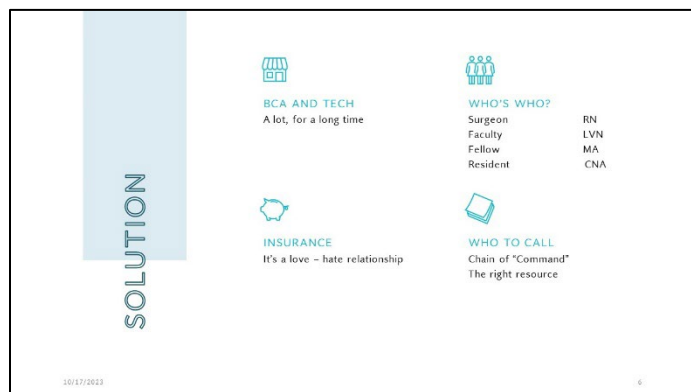 SOLUTION
BCA AND TECH
A lot, for a long time
WHO'S WHO?
Surgeon RN
Faculty LVN
Fellow MA
Resident CNA
INSURANCE
It's a love – hate relationship
WHO TO CALL
Chain of “Command”
The right resource
10/17/2023
6